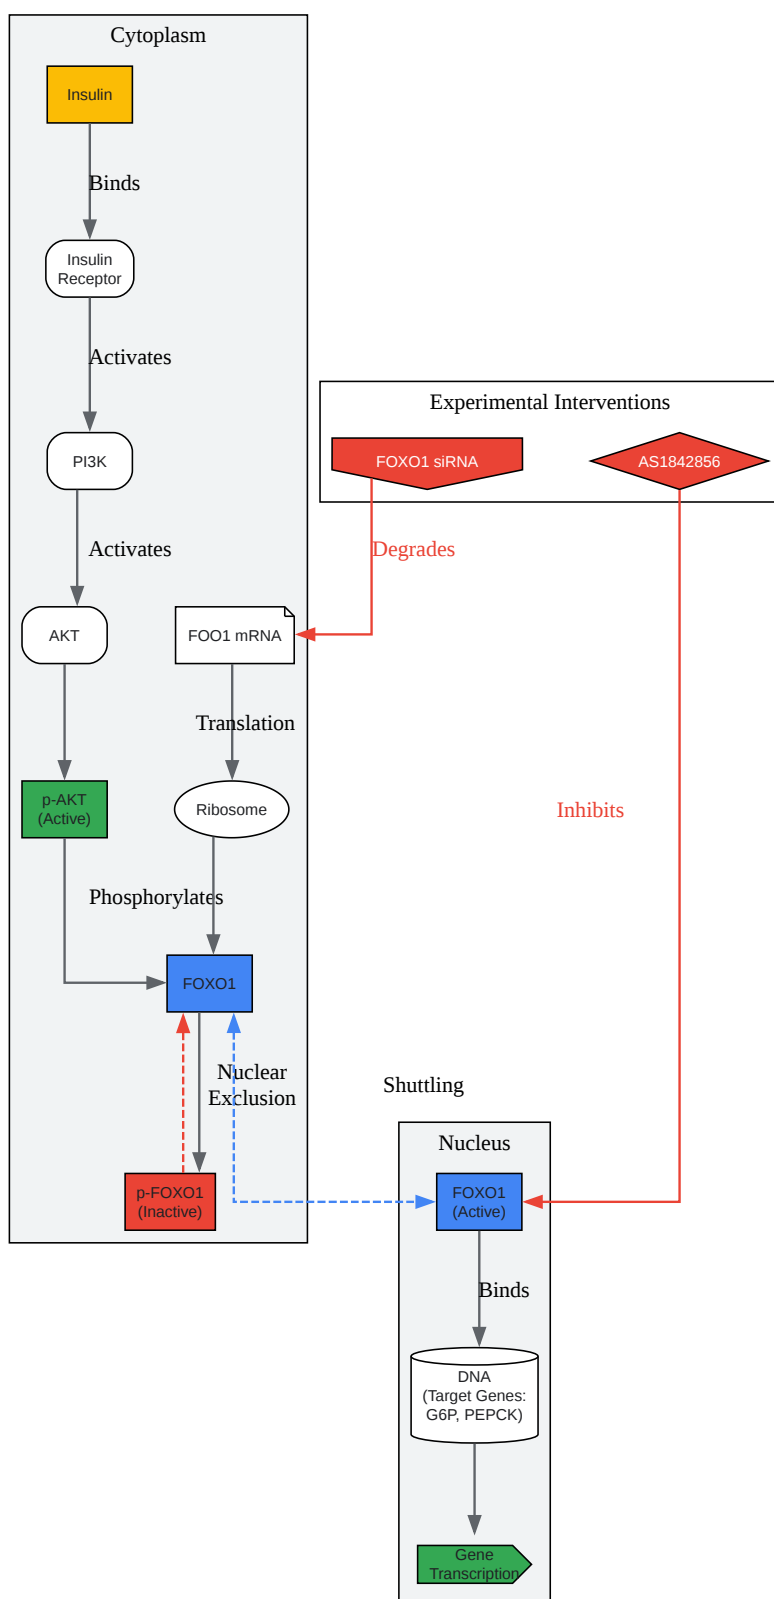 Cytoplasm
Insulin
Binds
Insulin
Receptor
Activates
Experimental Interventions
PI3K
FOXO1 siRNA
AS1842856
Activates
Degrades
AKT
FOO1 mRNA
Translation
p-AKT
(Active)
Ribosome
Inhibits
Phosphorylates
FOXO1
Nuclear
Exclusion
Shuttling
Nucleus
p-FOXO1
(Inactive)
FOXO1
(Active)
Binds
DNA
(Target Genes:
G6P, PEPCK)
Gene
Transcription